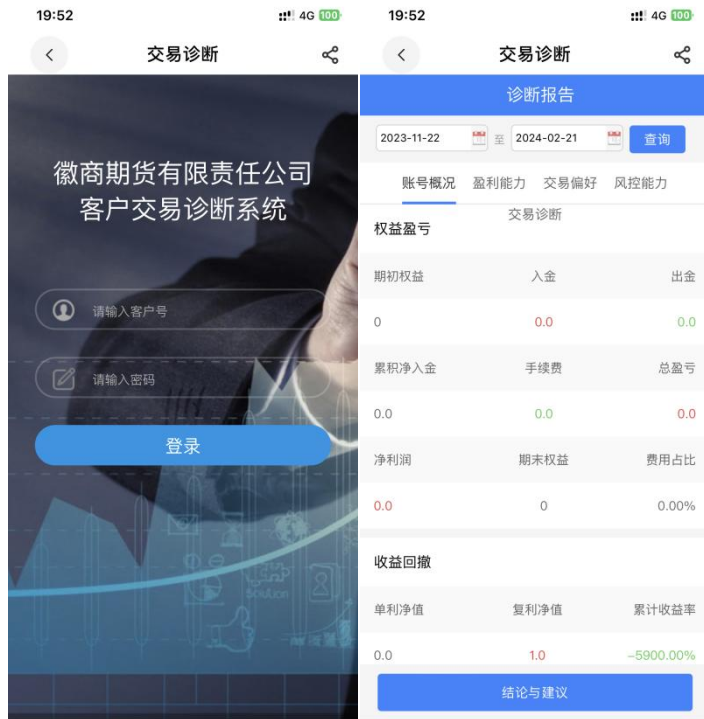 19:52
4G 100
交易诊断
徽商期货有限责任公司
客户交易诊断系统
请输入客户号
请输入密码
登录
Solution
19:52
4G 100
交易诊断
诊断报告
2023-11-22 至 2024-02-21 查询
账号概况 盈利能力 交易偏好 风控能力
交易诊断
权益盈亏
期初权益 入金 出金
0 0.0 0.0
累积净入金 手续费 总盈亏
0.0 0.0 0.0
净利润 期末权益 费用占比
0.0 0 0.00%
收益回撤
单利净值 复利净值 累计收益率
0.0 1.0 -5900.00%
结论与建议